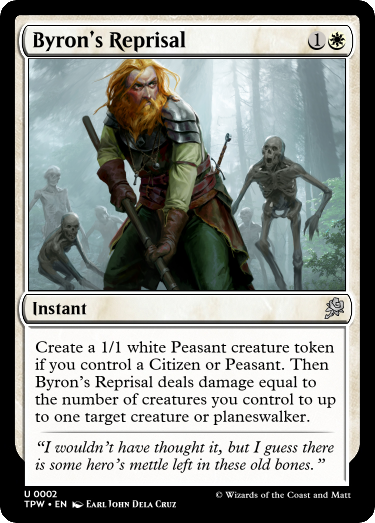 Byron's Reprisal 1
Instant
Create a 1/1 white Peasant creature token
if you control a Citizen or Peasant. Then
Byron's Reprisal deals damage equal to
the number of creatures you control to up
to one target creature or planeswalker.
“I wouldn't have thought it, but I guess there
is some hero's mettle left in these old bones.”
U 0002
TPW • EN Earl John Dela Cruz © Wizards of the Coast and Matt